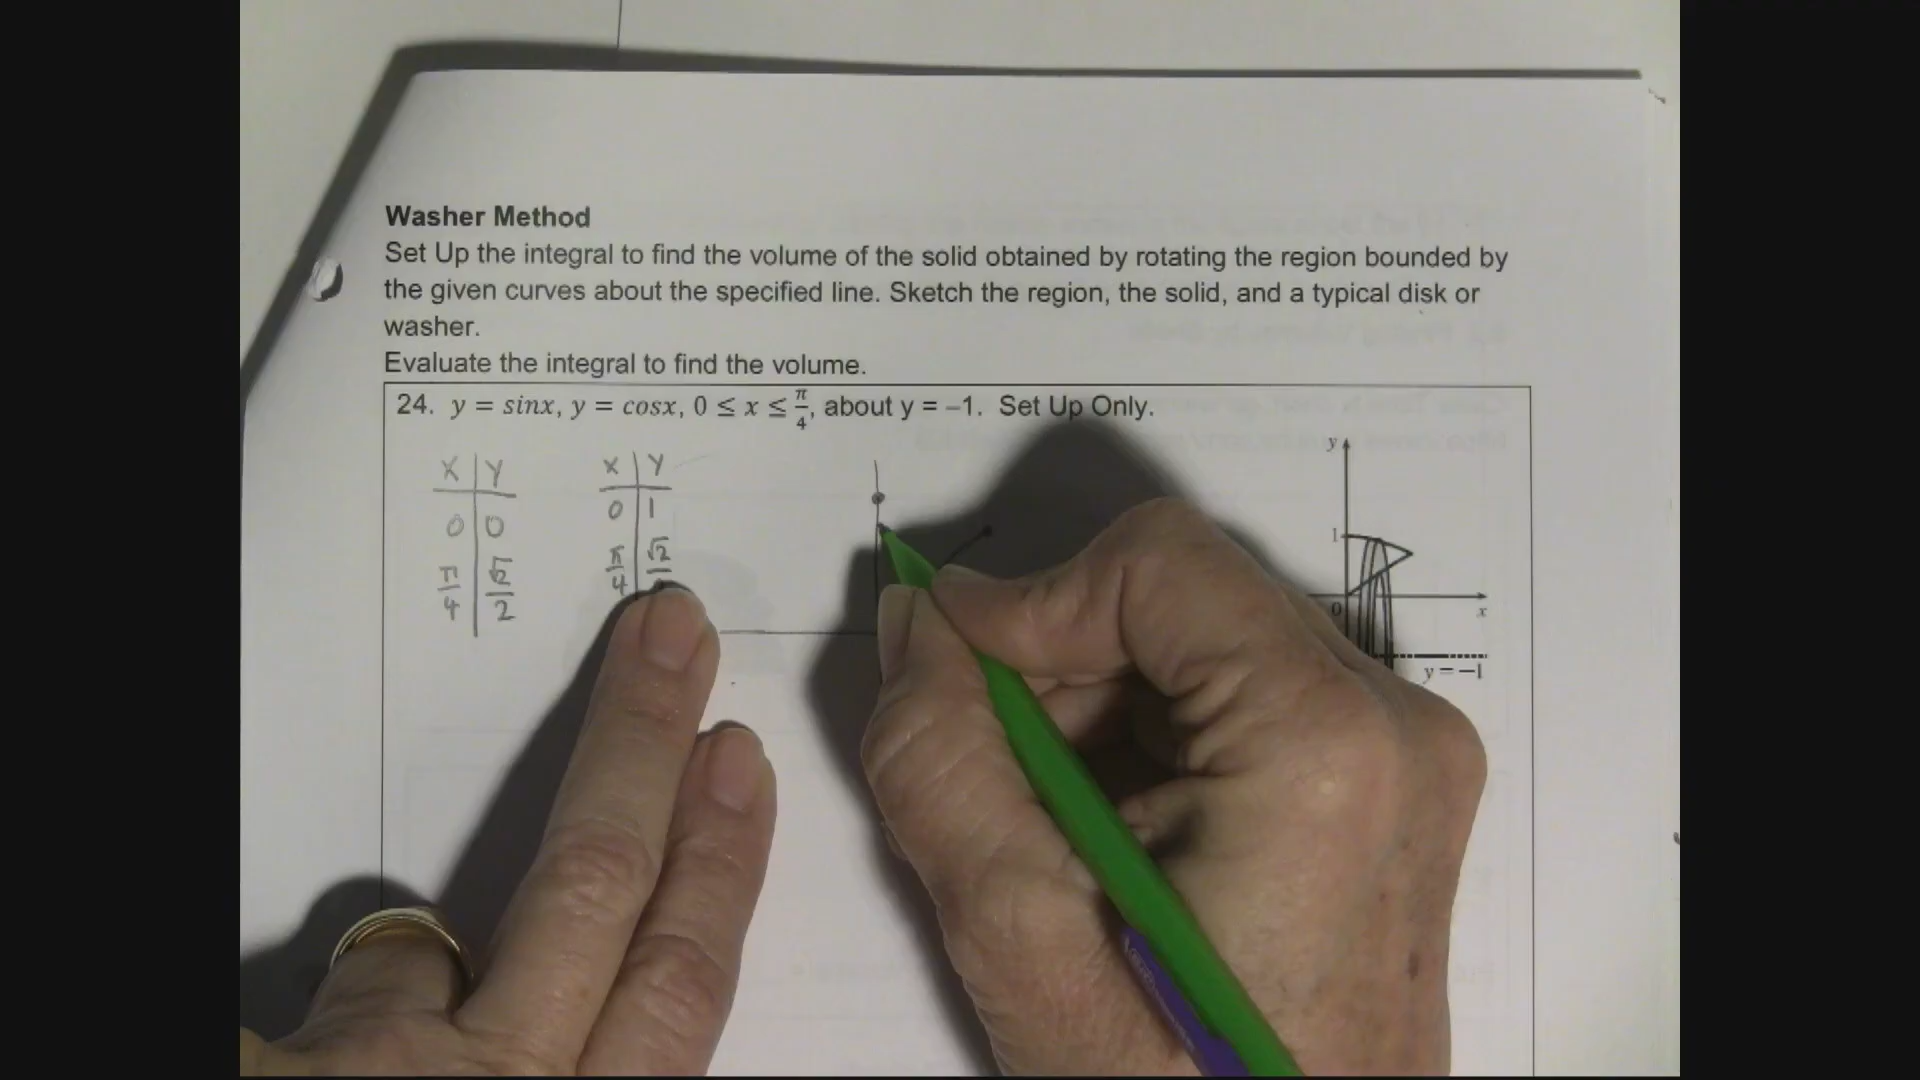 Washer Method
Set Up the integral to find the volume of the solid obtained by rotating the region bounded by
the given curves about the specified line. Sketch the region, the solid, and a typical disk or
washer.
Evaluate the integral to find the volume.
24. y = sinx, y = cosx, 0 ≤ x ≤ π/4, about y = −1. Set Up Only.
X Y
0 0
π/4 √2/2
X Y
0 1
π/4 √2
y
1
0
x
y = −1